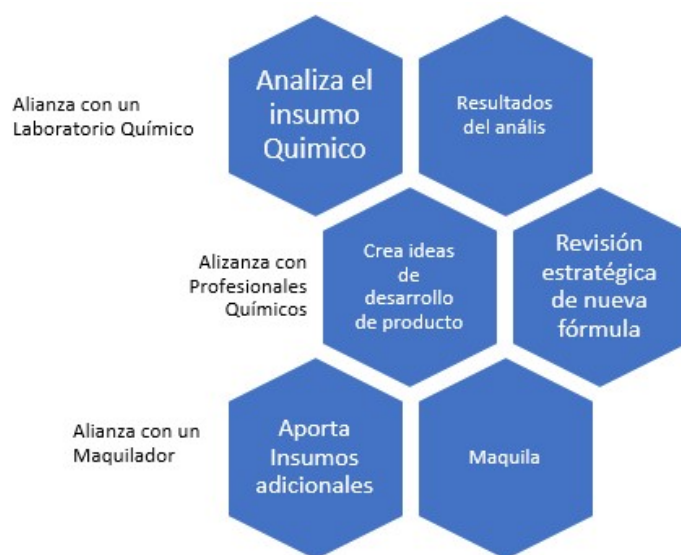 Alianza con un
Laboratorio Químico
Analiza el
insumo
Quimico
Resultados
del anális
Alizanza con
Profesionales
Químicos
Crea ideas
de
desarrollo
de producto
Revisión
estratégica
de nueva
fórmula
Alianza con un
Maquilador
Aporta
Insumos
adicionales
Maquila